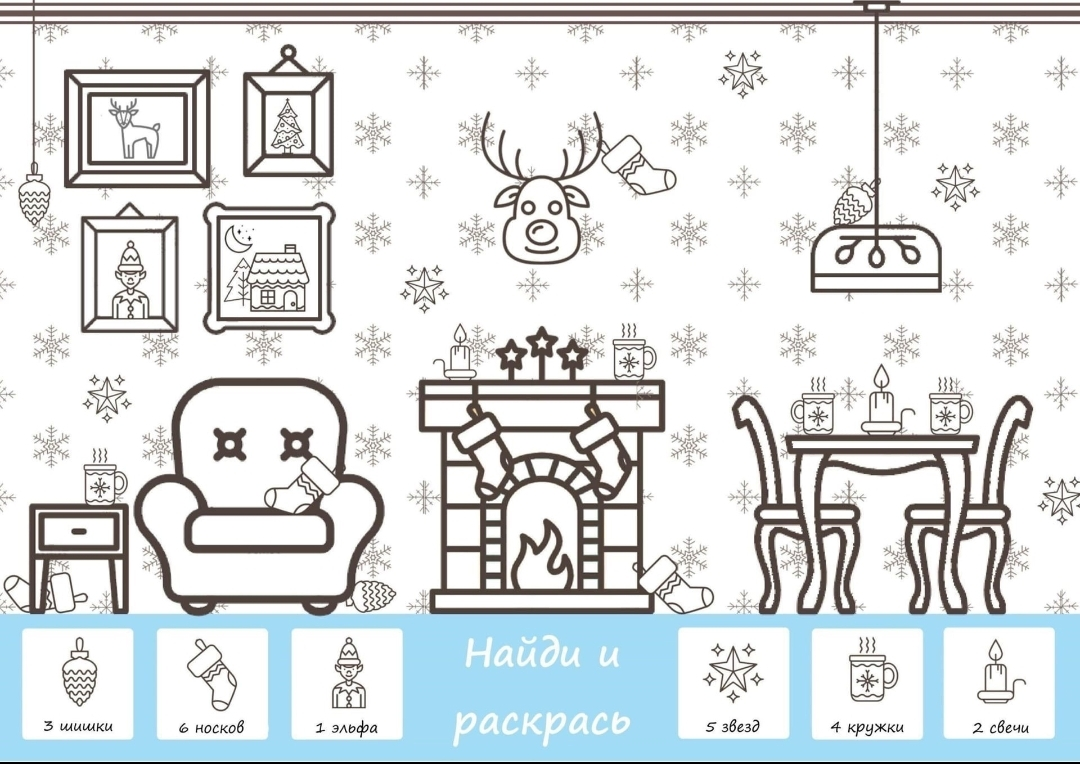 Найди и
раскрась
3 шишки
6 носков
1 эльфа
5 звезд
4 кружки
2 свечи